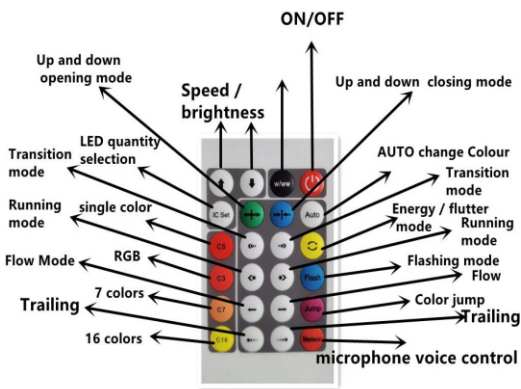 ON/OFF
Up and down
opening mode
Speed /
brightness
Up and down closing mode
LED quantity
selection
Transition
mode
AUTO change Colour
Transition
mode
Running
mode
single color
Energy / flutter
mode
Running
mode
Flow Mode
RGB
Flashing mode
Flow
7 colors
Trailing
Color jump
Trailing
16 colors
microphone voice control
W/WW
IC Set
Auto
CS
C3
Flash
C7
Jump
C16
Meteor